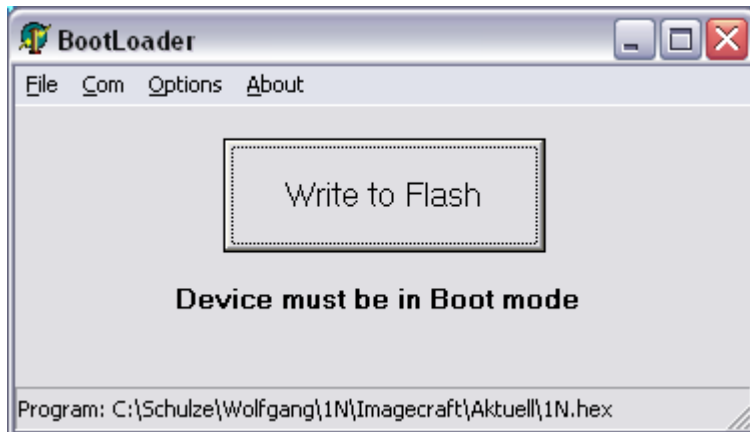 BootLoader
File Com Options About
Write to Flash
Device must be in Boot mode
Program: C:\Schulze\Wolfgang\1N\Imagecraft\Aktuell\1N.hex